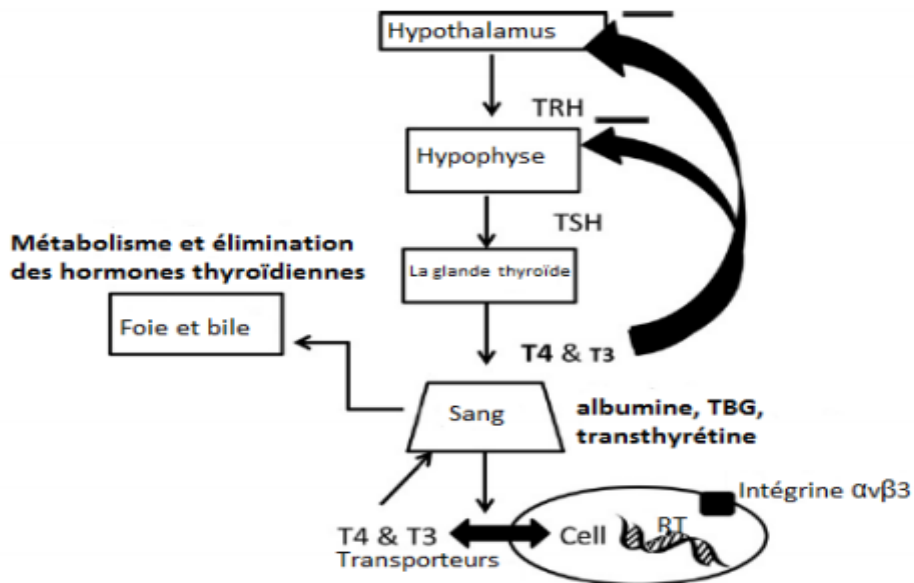 Hypothalamus
TRH
Hypophyse
TSH
Métabolisme et élimination
des hormones thyroïdiennes
La glande thyroïde
Foie et bile
T4 & T3
Sang
albumine, TBG,
transthyrétine
Intégrine αvβ3
T4 & T3
Transporteurs
Cell
RT